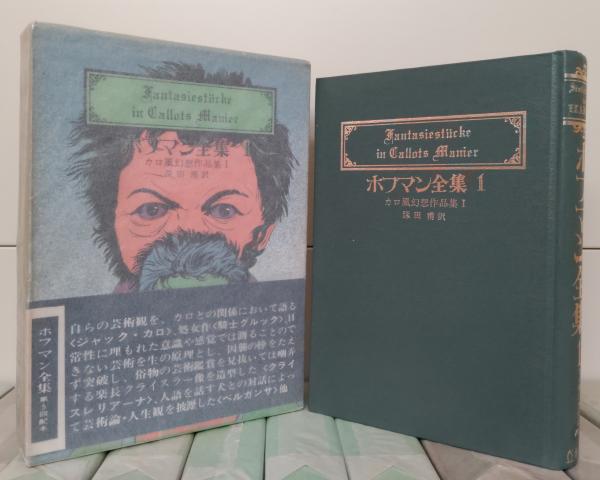 Fantasiestücke
in Callots Manier
ホフマン全集 1
カロ風幻想作品集 I
深田 甫訳
自らの芸術観を、カロとの関係において語る
〈ジャック・カロ〉、処女作〈騎士グルック〉、日
常性に埋もれた意識や感覚では測ることので
きない芸術を生の原理とし、因襲の枠をたえ
ず突破し、俗物の芸術鑑賞を見抜いては嘲弄
する楽長クライスラー像を造型した〈クライ
スレリアーナ〉、人語を話す犬との対話によっ
て芸術論・人生観を披瀝した〈ベルガンサ〉他
ホフマン全集
Fantasiestücke
in Callots Manier
ホフマン全集 1
カロ風幻想作品集 I
深田 甫訳
ホフマン全集 1